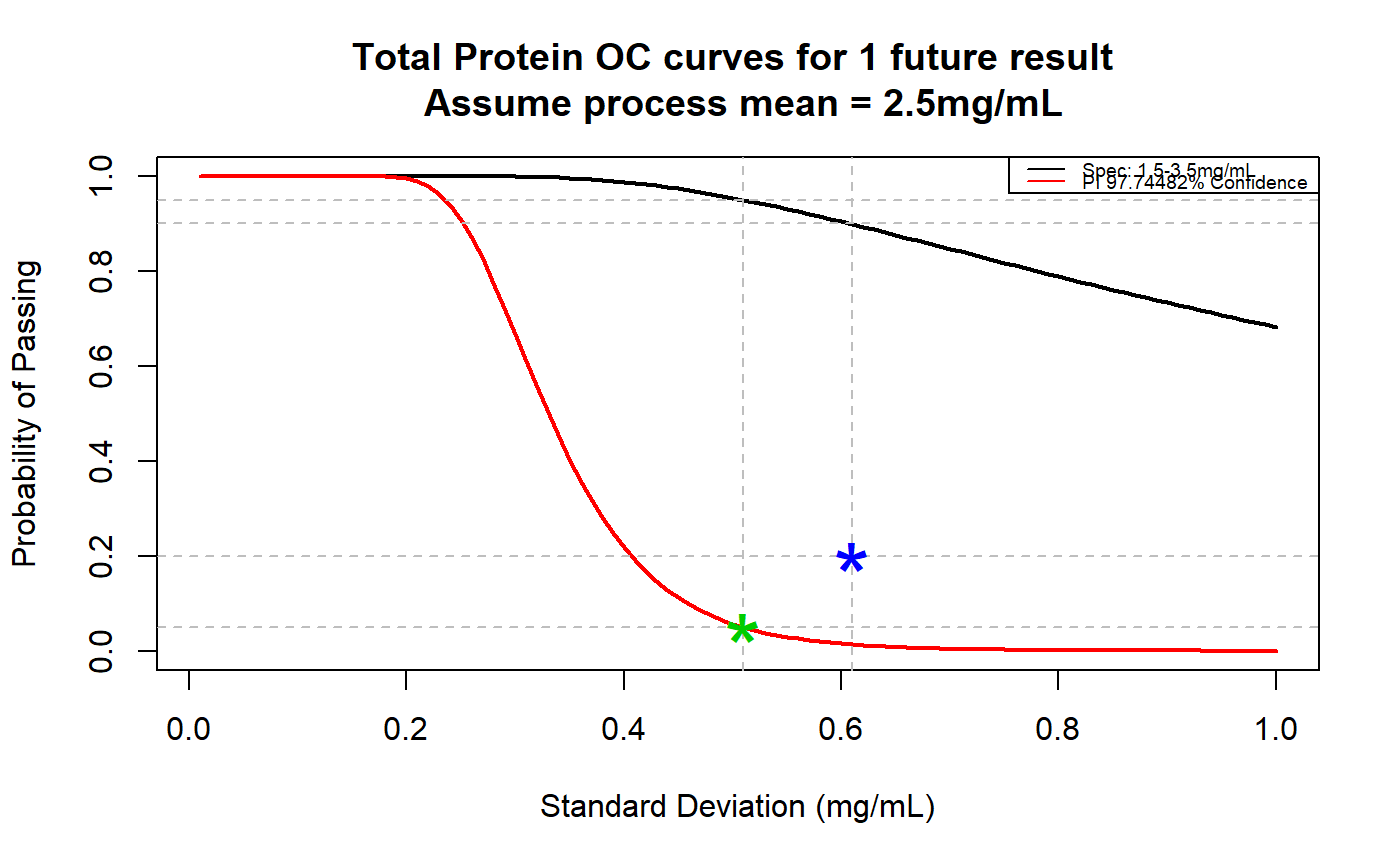 Total Protein OC curves for 1 future result
Assume process mean = 2.5mg/mL
Spec: 1.5-3.5mg/mL
PI 97.74482% Confidence
Probability of Passing
1.0
0.8
0.6
0.4
0.2
0.0
0.0 0.2 0.4 0.6 0.8 1.0
Standard Deviation (mg/mL)